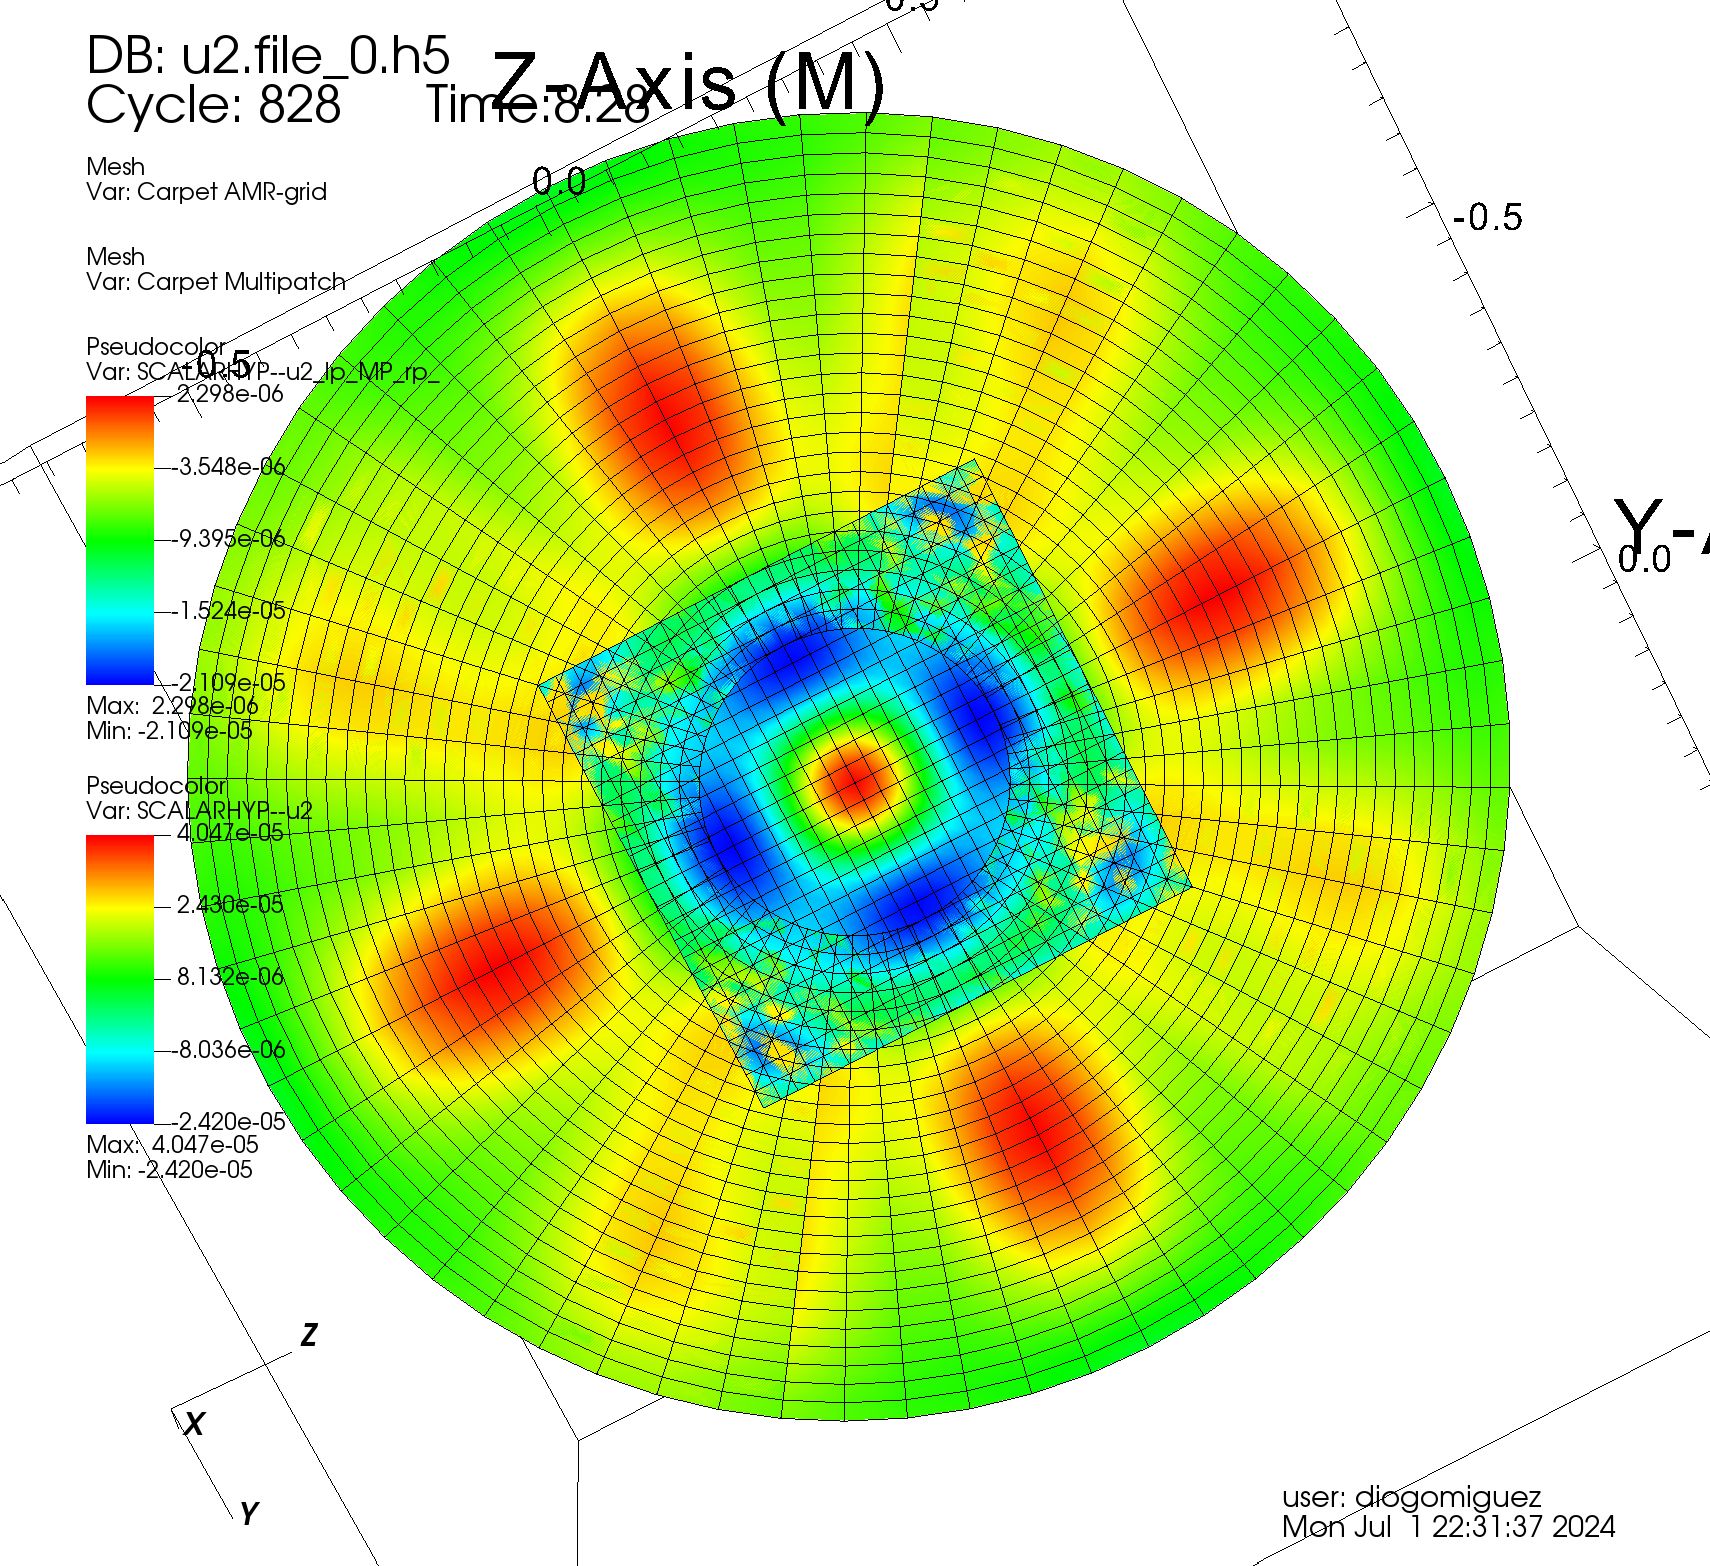 0.5
DB: u2.file_0.h5
Z-Axis (M)
Cycle: 828 Time:8.28
Mesh
Var: Carpet AMR-grid
0.0
-0.5
Mesh
Var: Carpet Multipatch
Pseudocolor
-0.5
Var: SCALARHYP--u2_lp_MP_rp_
2.298e-06
-3.548e-06
-9.395e-06
-1.524e-05
-2.109e-05
Max: 2.298e-06
Min: -2.109e-05
Y-A
0.0
Pseudocolor
Var: SCALARHYP--u2
4.047e-05
2.430e-05
8.132e-06
-8.036e-06
-2.420e-05
Max: 4.047e-05
Min: -2.420e-05
Z
X
Y
user: diogomiguez
Mon Jul 1 22:31:37 2024